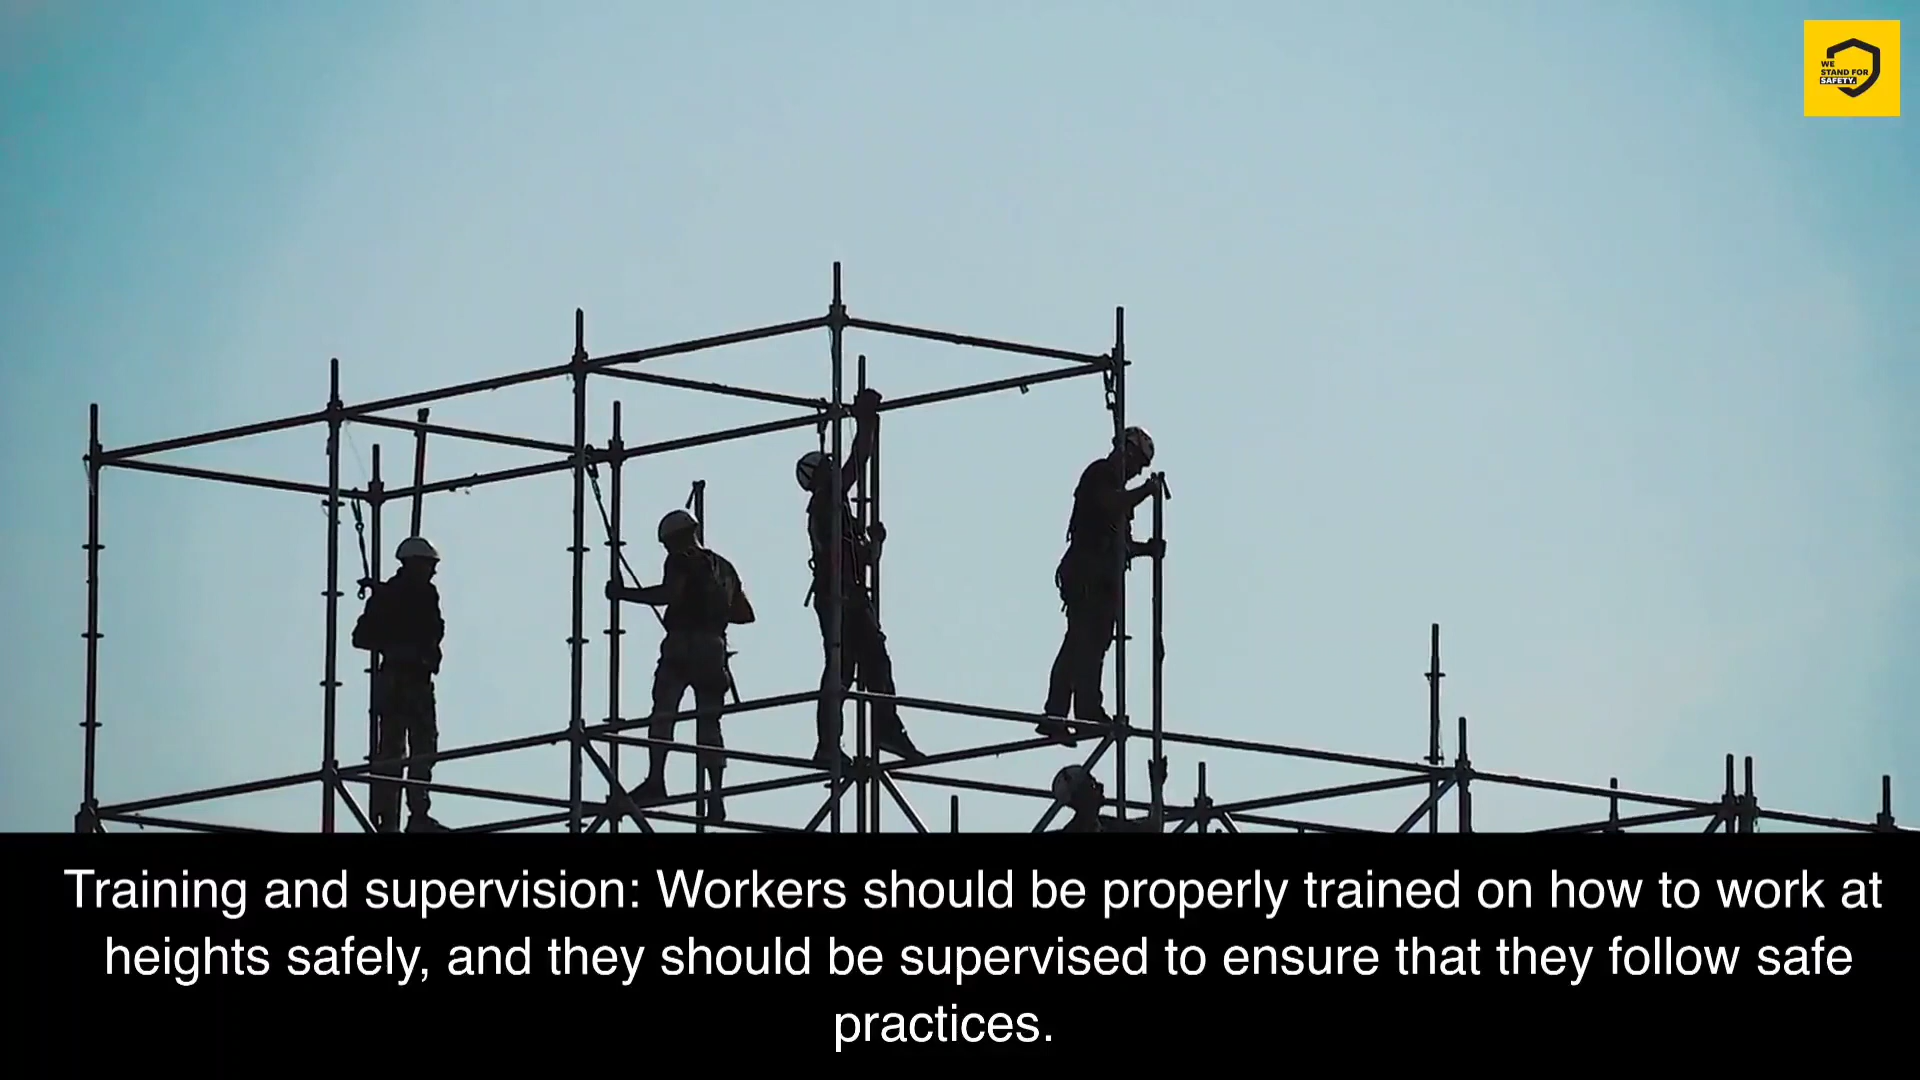 WE
STAND FOR
SAFETY.
Training and supervision: Workers should be properly trained on how to work at
heights safely, and they should be supervised to ensure that they follow safe
practices.